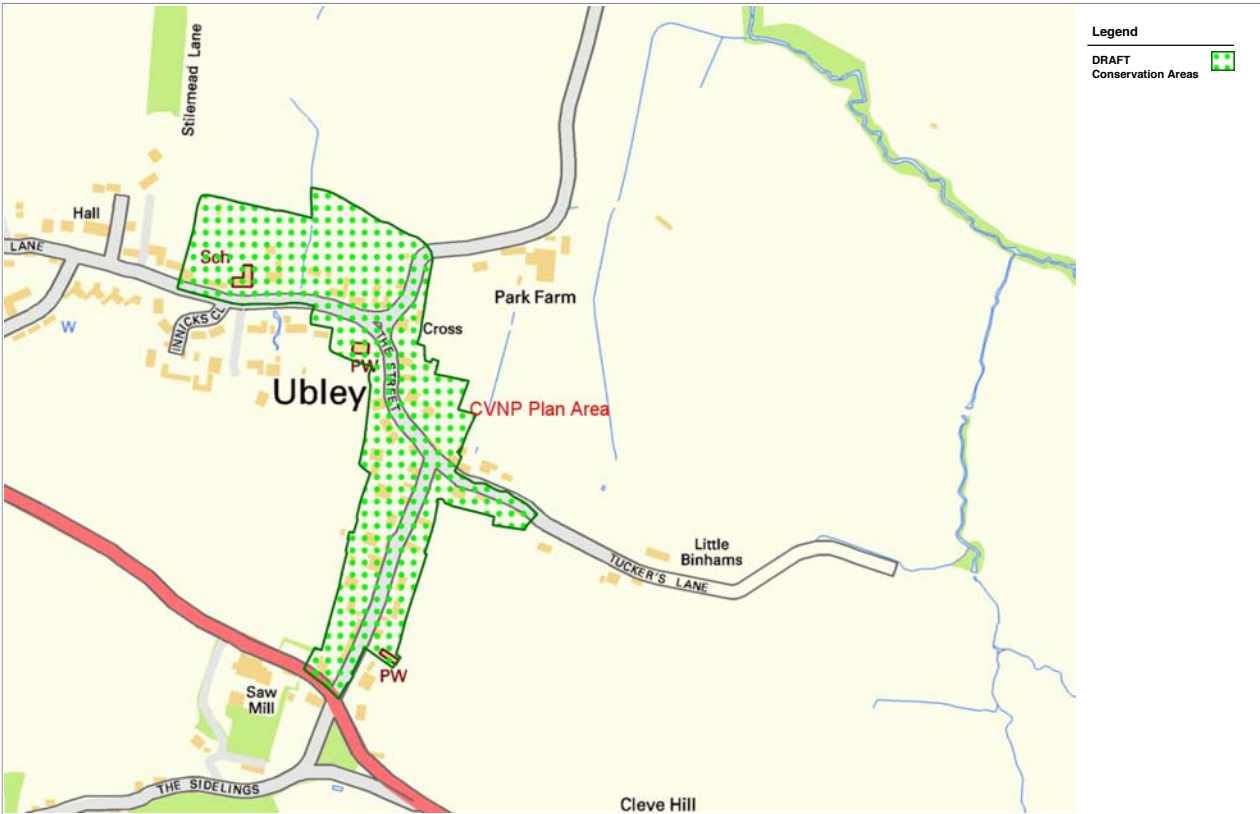 Legend
DRAFT
Conservation Areas
Stilemead Lane
Hall
LANE
Sch
INNICKS CL
W
Park Farm
Cross
THE STREET
PW
Ubley
CVNP Plan Area
Little
Binhams
TUCKER'S LANE
PW
Saw
Mill
THE SIDELINGS
Cleve Hill